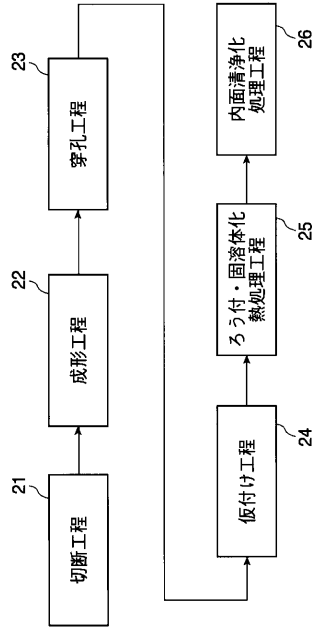 21
切断工程
22
成形工程
23
穿孔工程
24
仮付け工程
25
ろう付・固溶体化
熱処理工程
26
内面清浄化
処理工程